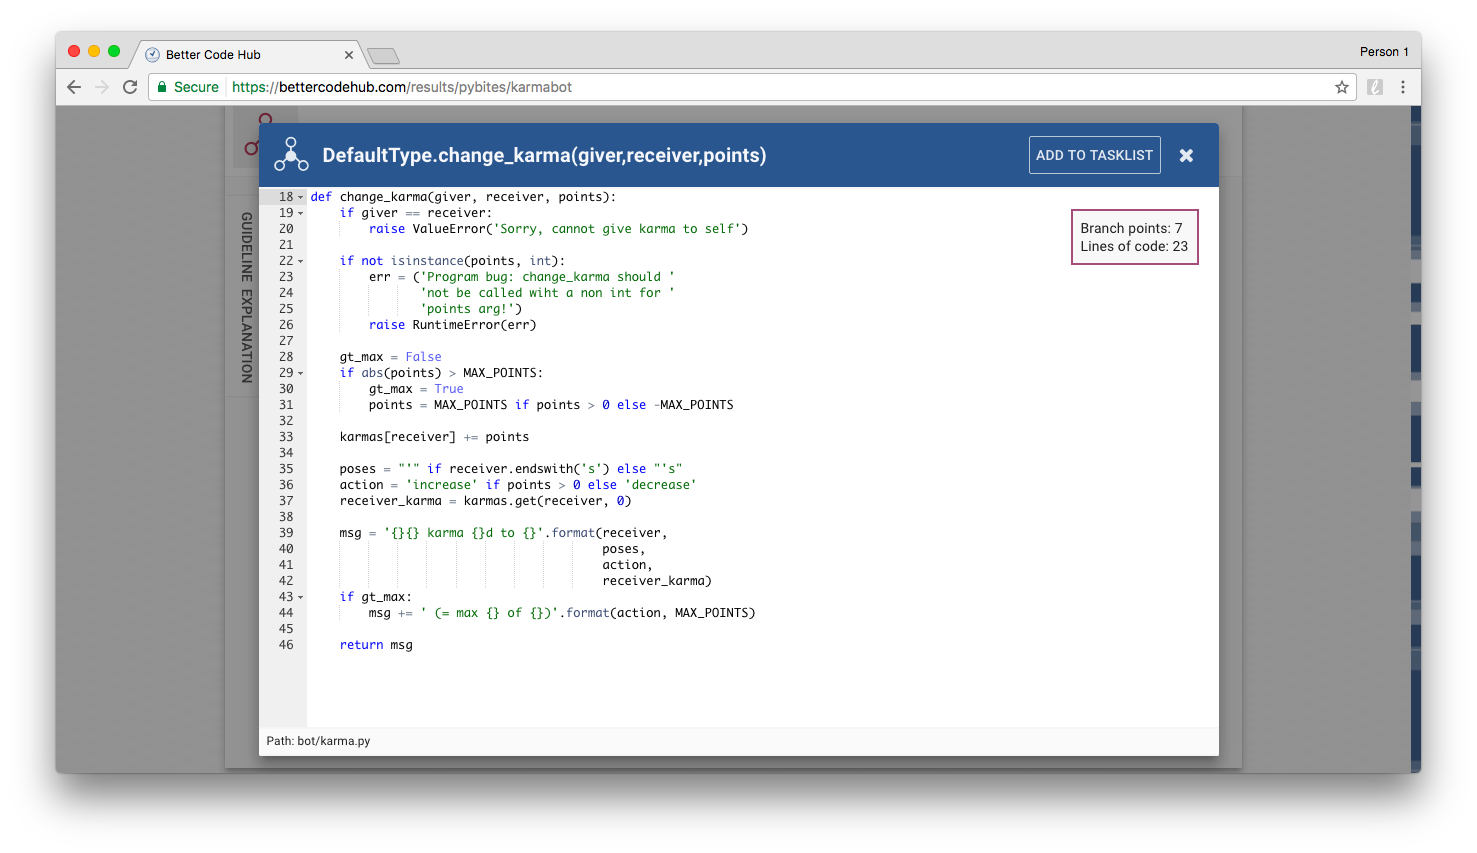 Better Code Hub
Person 1
Secure https://bettercodehub.com/results/pybites/karmabot
DefaultType.change_karma(giver,receiver,points)
ADD TO TASKLIST
GUIDELINE EXPLANATION
Branch points: 7
Lines of code: 23
18 def change_karma(giver, receiver, points):
19     if giver == receiver:
20         raise ValueError('Sorry, cannot give karma to self')
21
22     if not isinstance(points, int):
23         err = ('Program bug: change_karma should '
24                'not be called wiht a non int for '
25                'points arg!')
26         raise RuntimeError(err)
27
28     gt_max = False
29     if abs(points) > MAX_POINTS:
30         gt_max = True
31         points = MAX_POINTS if points > 0 else -MAX_POINTS
32
33     karmas[receiver] += points
34
35     poses = "'" if receiver.endswith('s') else "'s"
36     action = 'increase' if points > 0 else 'decrease'
37     receiver_karma = karmas.get(receiver, 0)
38
39     msg = '{}{} karma {}d to {}'.format(receiver,
40                                         poses,
41                                         action,
42                                         receiver_karma)
43     if gt_max:
44         msg += ' (= max {} of {})'.format(action, MAX_POINTS)
45
46     return msg
Path: bot/karma.py